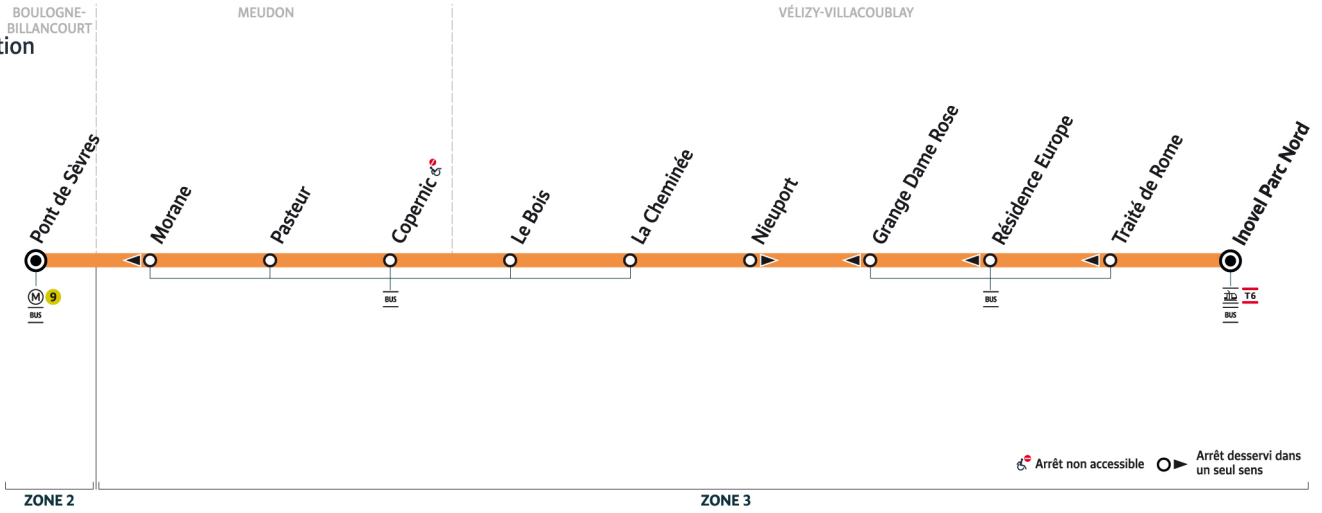 BOULOGNE-
BILLANCOURT
MEUDON
VÉLIZY-VILLACOUBLAY
tion
Pont de Sèvres
Morane
Pasteur
Copernic
Le Bois
La Cheminée
Nieuport
Grange Dame Rose
Résidence Europe
Traité de Rome
Inovel Parc Nord
M 9
BUS
BUS
BUS
T6
BUS
Arrêt non accessible
Arrêt desservi dans
un seul sens
ZONE 2
ZONE 3